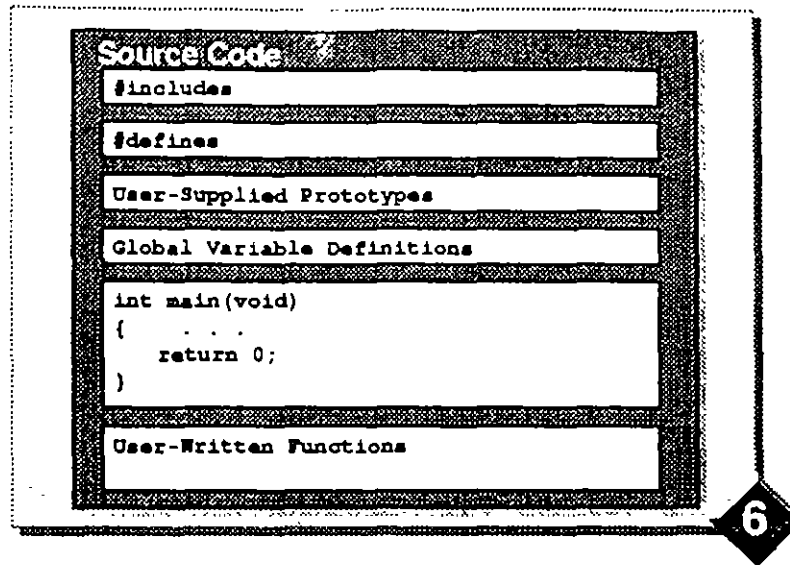 Source Code
#includes
#defines
User-Supplied Prototypes
Global Variable Definitions
int main(void)
{ . . .
return 0;
}
User-Written Functions
6